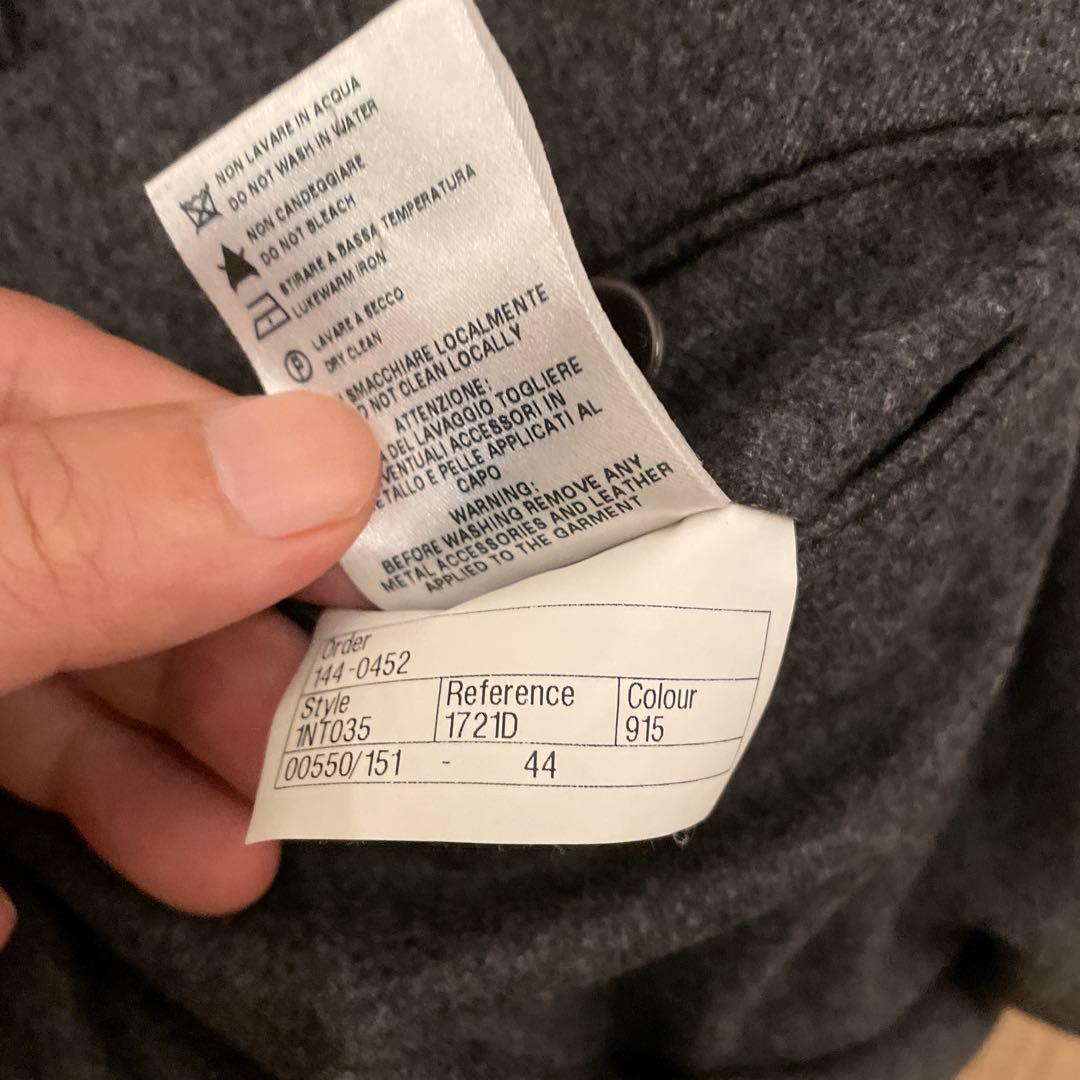 NON LAVARE IN ACQUA
DO NOT WASH IN WATER
NON CANDEGGIARE
DO NOT BLEACH
STIRARE A BASSA TEMPERATURA
LUKEWARM IRON
P
LAVARE A SECCO
DRY CLEAN
SMACCHIARE LOCALMENTE
NOT CLEAN LOCALLY
ATTENZIONE:
DEL LAVAGGIO TOGLIERE
ACCESSORI IN
E PELLE APPLICATI AL
CAPO
WARNING:
BEFORE WASHING REMOVE ANY
METAL ACCESSORIES AND LEATHER
APPLIED TO THE GARMENT
Order
144-0452
Style Reference Colour
1NT035 1721D 915
00550/151 - 44